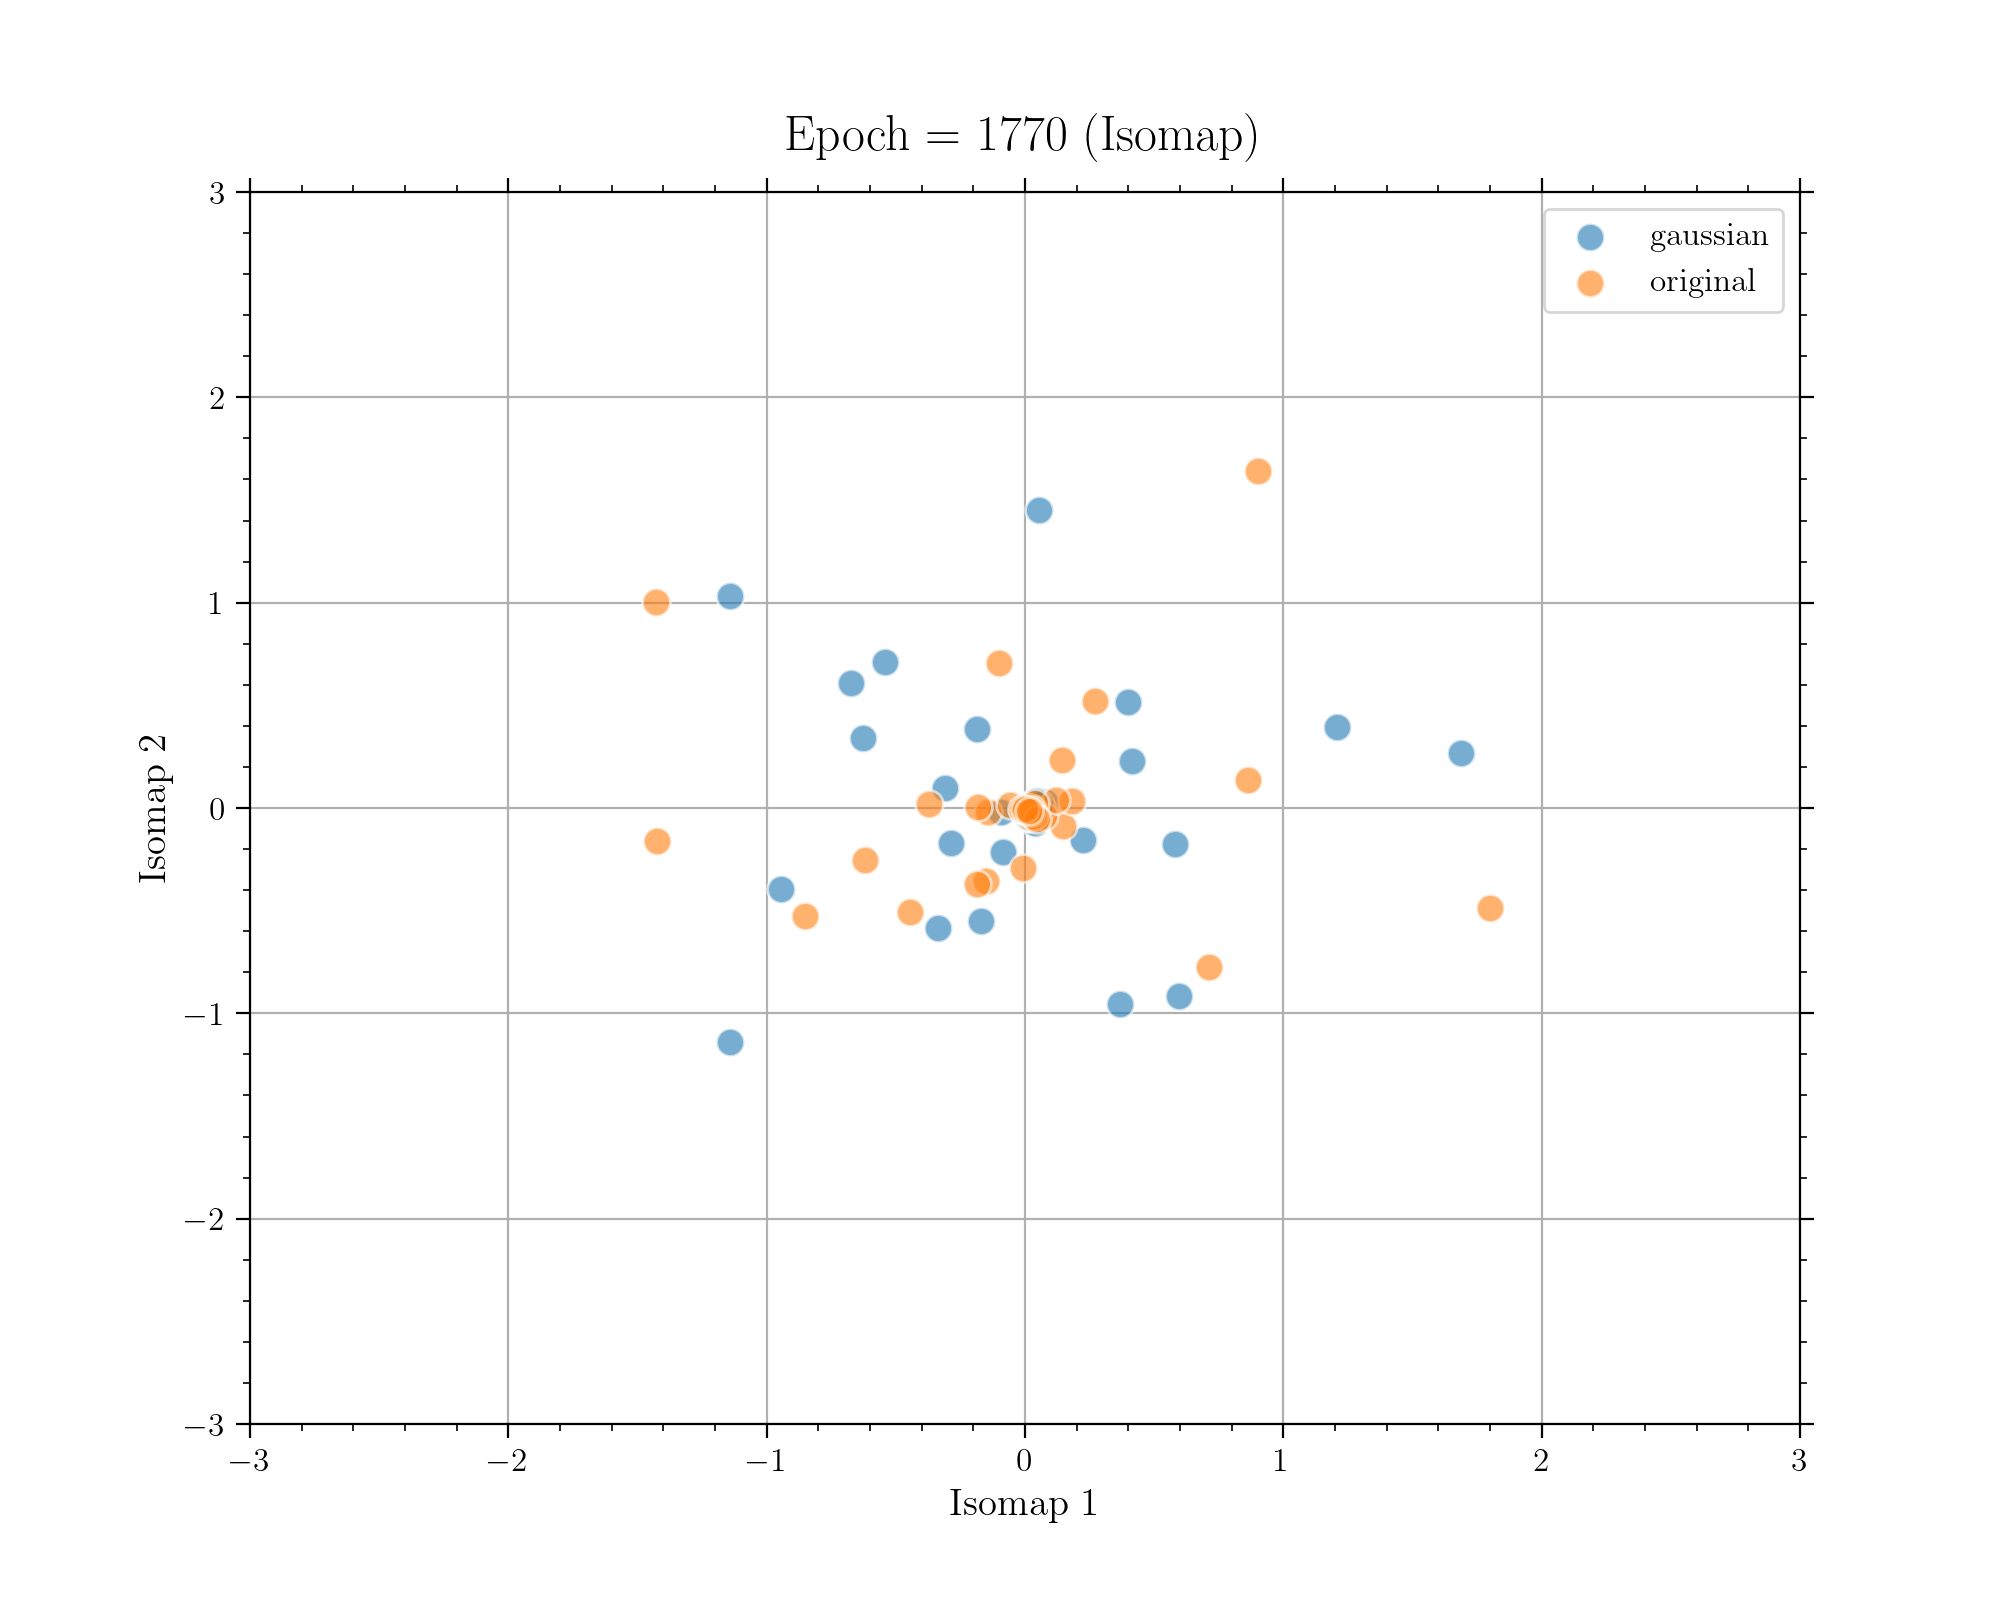 Epoch = 1770 (Isomap)
gaussian
original
3
2
1
0
−1
−2
−3
Isomap 2
−3
−2
−1
0
1
2
3
Isomap 1